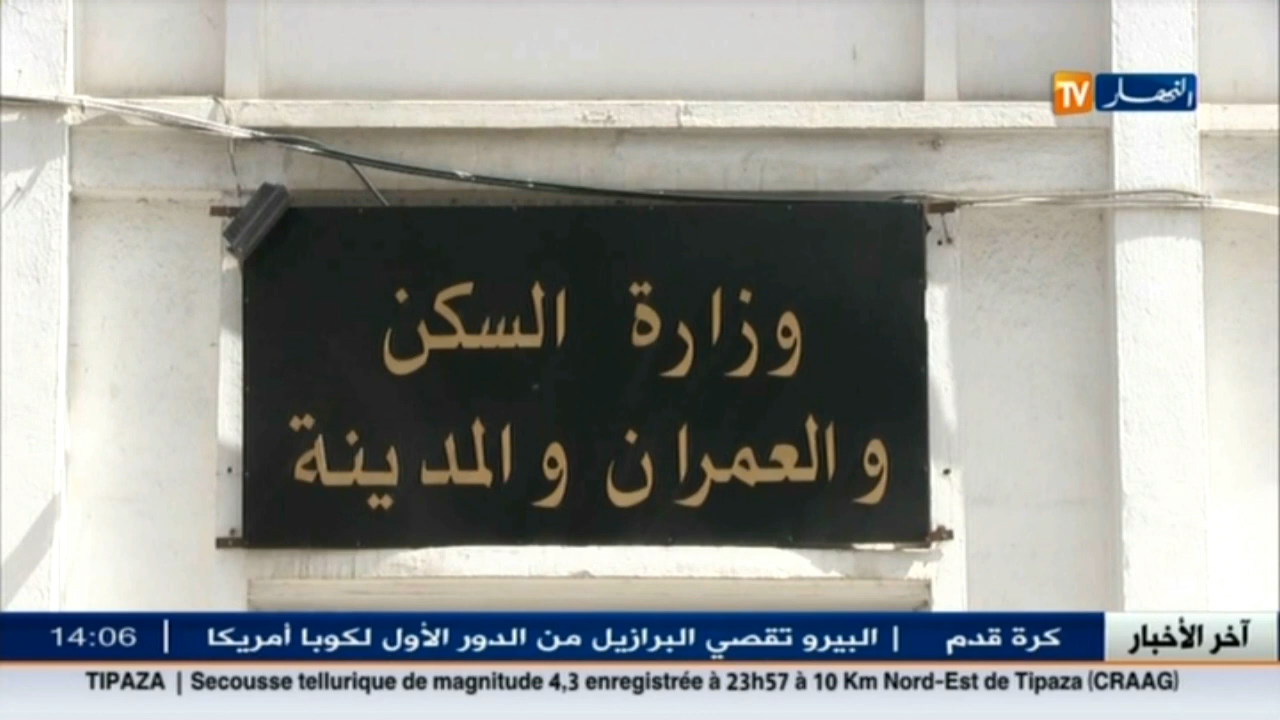 TV النهار
وزارة السكن
و العمران و المدينة
آخر الأخبار
كرة قدم | البيرو تقصي البرازيل من الدور الأول لكوبا أمريكا | 14:06
TIPAZA | Secousse tellurique de magnitude 4,3 enregistrée à 23h57 à 10 Km Nord-Est de Tipaza (CRAAG)